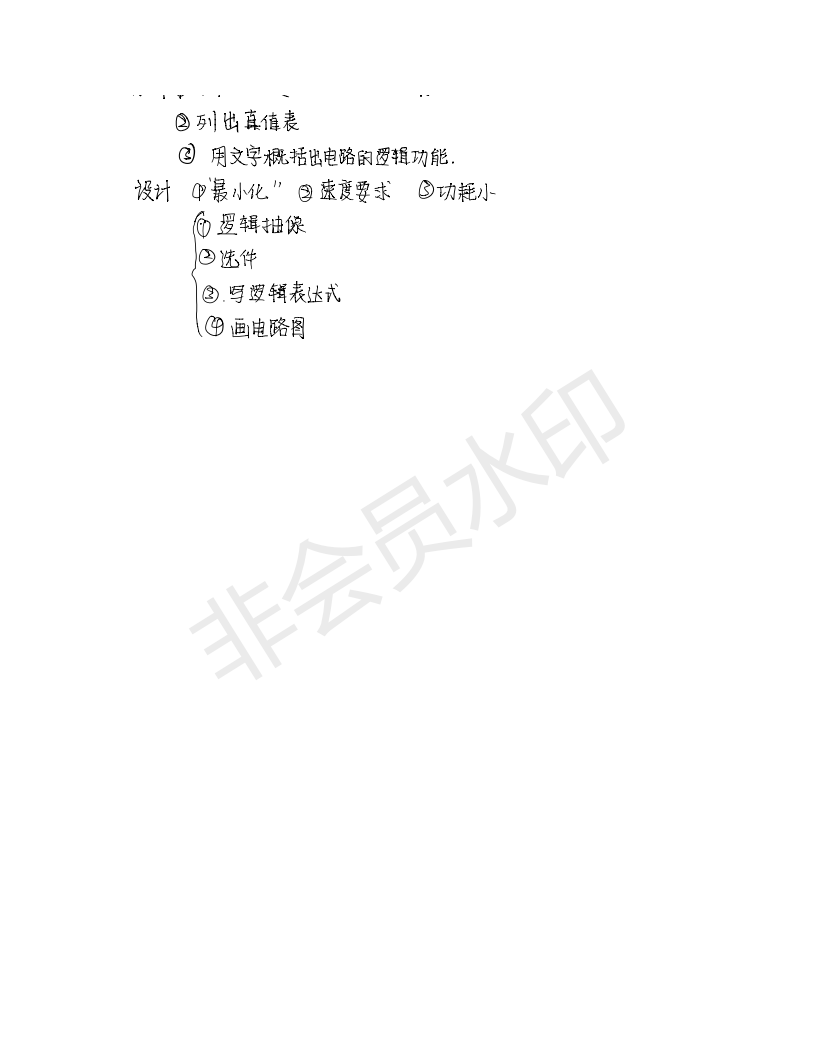 ②列出真值表
③ 用文字概括出电路的逻辑功能.
设计 ①"最小化" ②速度要求 ③功耗小
①逻辑抽像
②选件
③.写逻辑表达式
④画电路图
非会员水印